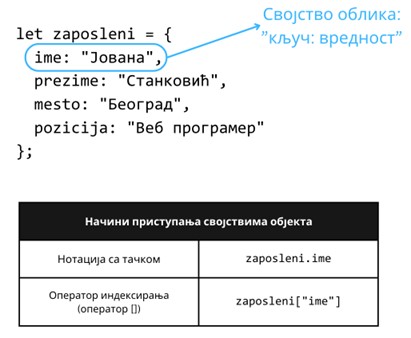 Својство облика:
”кључ: вредност”
let zaposleni = {
ime: "Јована",
prezime: "Станковић",
mesto: "Београд",
pozicija: "Веб програмер"
};
Начини приступања својствима објекта
Нотација са тачком
zaposleni.ime
Оператор индексирања
(оператор [])
zaposleni["ime"]